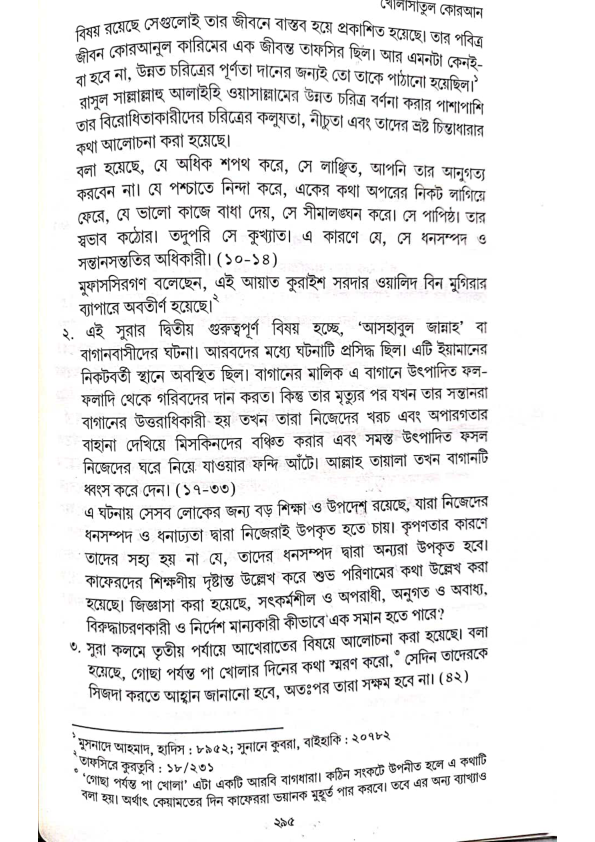 খোলাসাতুল কোরআন
বিষয় রয়েছে সেগুলোই তার জীবনে বাস্তব হয়ে প্রকাশিত হয়েছে। তার পবিত্র
জীবন কোরআনুল কারিমের এক জীবন্ত তাফসির ছিল। আর এমনটা কেনই-
বা হবে না, উন্নত চরিত্রের পূর্ণতা দানের জন্যই তো তাকে পাঠানো হয়েছিল।১
রাসুল সাল্লাল্লাহু আলাইহি ওয়াসাল্লামের উন্নত চরিত্র বর্ণনা করার পাশাপাশি
তার বিরোধিতাকারীদের চরিত্রের কলুষতা, নীচুতা এবং তাদের ভ্রষ্ট চিন্তাধারার
কথা আলোচনা করা হয়েছে।
বলা হয়েছে, যে অধিক শপথ করে, সে লাঞ্ছিত, আপনি তার আনুগত্য
করবেন না। যে পশ্চাতে নিন্দা করে, একের কথা অপরের নিকট লাগিয়ে
ফেরে, যে ভালো কাজে বাধা দেয়, সে সীমালঙ্ঘন করে। সে পাপিষ্ঠ। তার
স্বভাব কঠোর। তদুপরি সে কুখ্যাত। এ কারণে যে, সে ধনসম্পদ ও
সন্তানসন্ততির অধিকারী। (১০-১৪)
মুফাসসিরগণ বলেছেন, এই আয়াত কুরাইশ সরদার ওয়ালিদ বিন মুগিরার
ব্যাপারে অবতীর্ণ হয়েছে।২
২. এই সুরার দ্বিতীয় গুরুত্বপূর্ণ বিষয় হচ্ছে, ‘আসহাবুল জান্নাহ’ বা
বাগানবাসীদের ঘটনা। আরবদের মধ্যে ঘটনাটি প্রসিদ্ধ ছিল। এটি ইয়ামানের
নিকটবর্তী স্থানে অবস্থিত ছিল। বাগানের মালিক এ বাগানে উৎপাদিত ফল-
ফলাদি থেকে গরিবদের দান করত। কিন্তু তার মৃত্যুর পর যখন তার সন্তানরা
বাগানের উত্তরাধিকারী হয় তখন তারা নিজেদের খরচ এবং অপারগতার
বাহানা দেখিয়ে মিসকিনদের বঞ্চিত করার এবং সমস্ত উৎপাদিত ফসল
নিজেদের ঘরে নিয়ে যাওয়ার ফন্দি আঁটে। আল্লাহ তায়ালা তখন বাগানটি
ধ্বংস করে দেন। (১৭-৩৩)
এ ঘটনায় সেসব লোকের জন্য বড় শিক্ষা ও উপদেশ রয়েছে, যারা নিজেদের
ধনসম্পদ ও ধনাঢ্যতা দ্বারা নিজেরাই উপকৃত হতে চায়। কৃপণতার কারণে
তাদের সহ্য হয় না যে, তাদের ধনসম্পদ দ্বারা অন্যরা উপকৃত হবে।
কাফেরদের শিক্ষণীয় দৃষ্টান্ত উল্লেখ করে শুভ পরিণামের কথা উল্লেখ করা
হয়েছে। জিজ্ঞাসা করা হয়েছে, সৎকর্মশীল ও অপরাধী, অনুগত ও অবাধ্য,
বিরুদ্ধাচরণকারী ও নির্দেশ মান্যকারী কীভাবে এক সমান হতে পারে?
৩. সুরা কলমে তৃতীয় পর্যায়ে আখেরাতের বিষয়ে আলোচনা করা হয়েছে। বলা
হয়েছে, গোছা পর্যন্ত পা খোলার দিনের কথা স্মরণ করো,৩ সেদিন তাদেরকে
সিজদা করতে আহ্বান জানানো হবে, অতঃপর তারা সক্ষম হবে না। (৪২)
১ মুসনাদে আহমাদ, হাদিস : ৮৯৫২; সুনানে কুবরা, বাইহাকি : ২০৭৮২
২ তাফসিরে কুরতুবি : ১৮/২৩১
৩ ‘গোছা পর্যন্ত পা খোলা’ এটা একটি আরবি বাগধারা। কঠিন সংকটে উপনীত হলে এ কথাটি
বলা হয়। অর্থাৎ কেয়ামতের দিন কাফেররা ভয়ানক মুহূর্ত পার করবে। তবে এর অন্য ব্যাখ্যাও
২৯৫